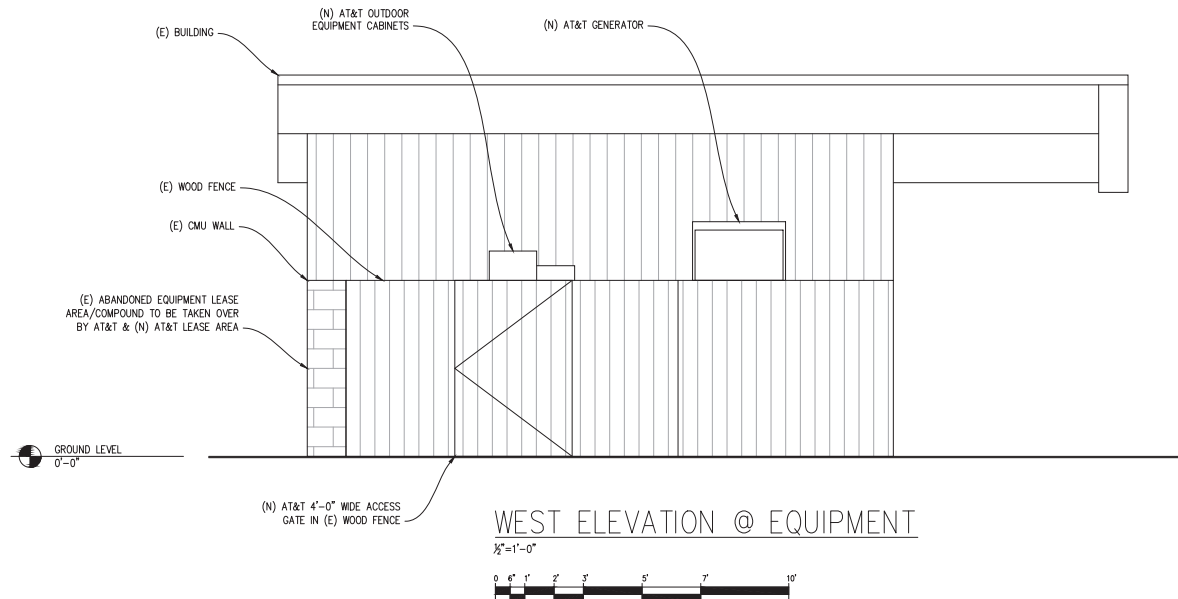 (N) AT&T OUTDOOR
EQUIPMENT CABINETS
(E) BUILDING
(N) AT&T GENERATOR
(E) WOOD FENCE
(E) CMU WALL
(E) ABANDONED EQUIPMENT LEASE
AREA/COMPOUND TO BE TAKEN OVER
BY AT&T & (N) AT&T LEASE AREA
GROUND LEVEL
0'-0"
(N) AT&T 4'-0" WIDE ACCESS
GATE IN (E) WOOD FENCE
WEST ELEVATION @ EQUIPMENT
½"=1'-0"
0 6" 1' 2' 3' 5' 7' 10'